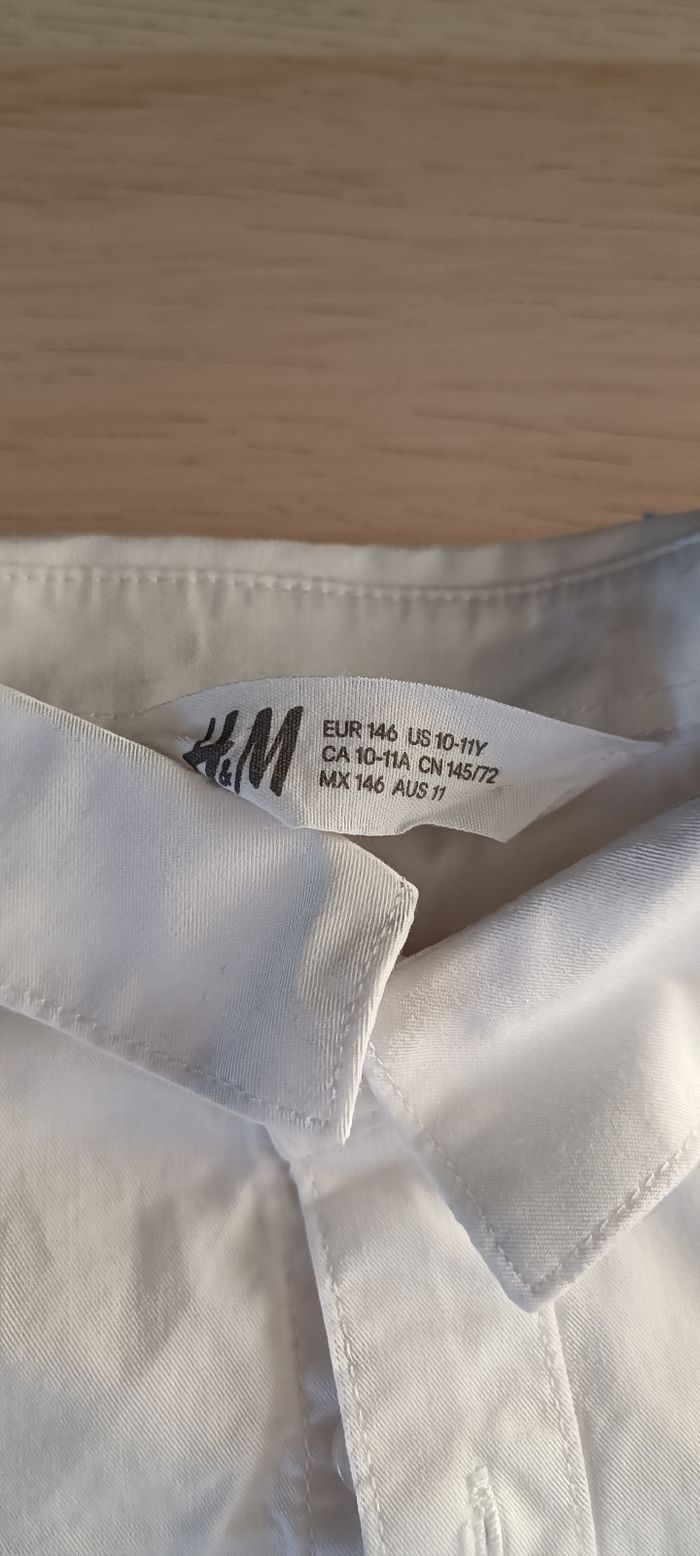 H&M
EUR 146 US 10-11Y
CA 10-11A CN 145/72
MX 146 AUS 11